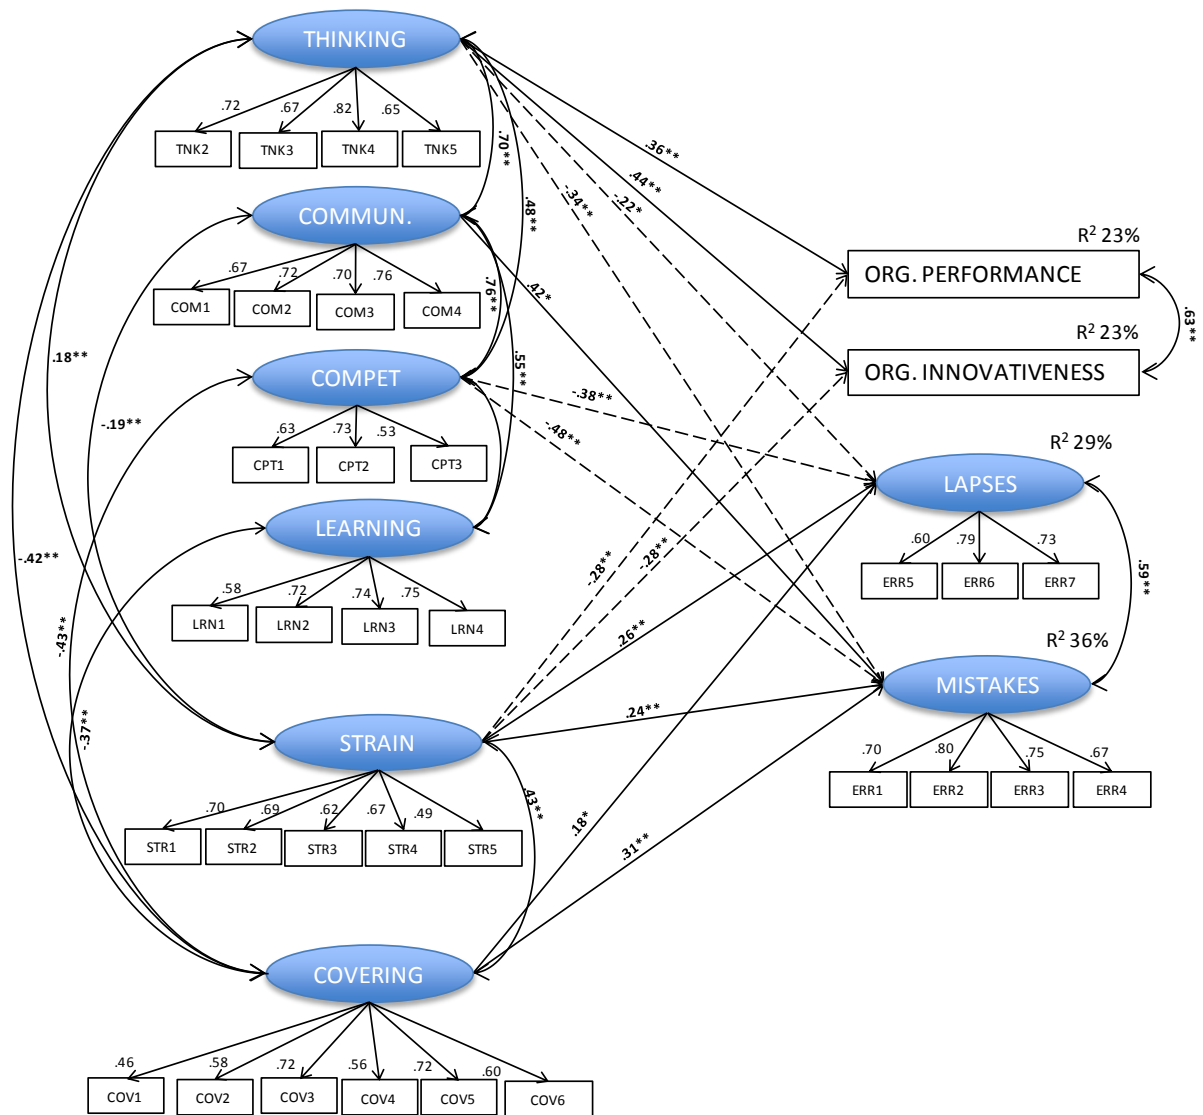 THINKING
.72
.67
.82
.65
TNK2
TNK3
TNK4
TNK5
.70**
.48**
.36**
.44**
-.34**
-.22*
COMMUN.
.67
.72
.70
.76
COM1
COM2
COM3
COM4
.76**
.42*
R² 23%
ORG. PERFORMANCE
.63**
R² 23%
ORG. INNOVATIVENESS
.18**
-.19**
COMPET
.63
.73
.53
CPT1
CPT2
CPT3
.55**
-.38**
-.48**
R² 29%
LAPSES
.60
.79
.73
ERR5
ERR6
ERR7
.59**
LEARNING
.58
.72
.74
.75
LRN1
LRN2
LRN3
LRN4
-.42**
-.43**
-.37**
-.28**
-.28**
.26**
R² 36%
MISTAKES
.70
.80
.75
.67
ERR1
ERR2
ERR3
ERR4
STRAIN
.24**
.70
.69
.62
.67
.49
STR1
STR2
STR3
STR4
STR5
.43**
.18*
.31**
COVERING
.46
.58
.72
.56
.72
.60
COV1
COV2
COV3
COV4
COV5
COV6